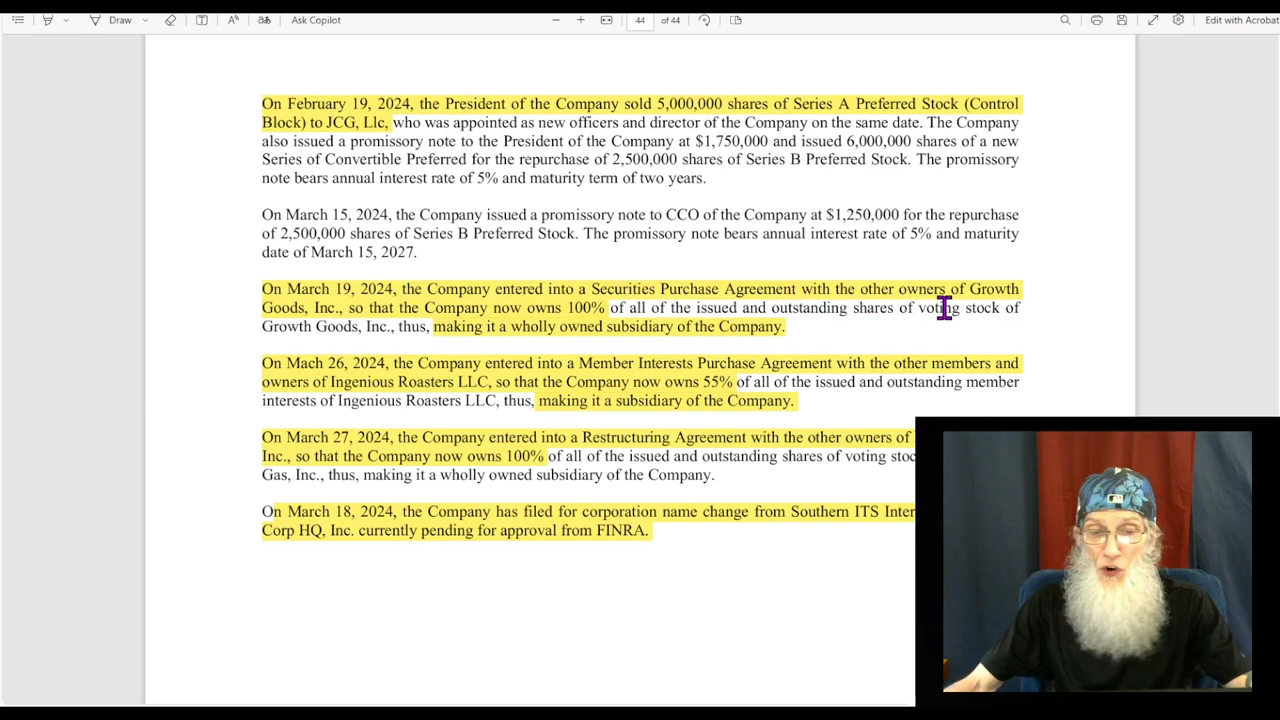 Draw
Ask Copilot
44 of 44
Edit with Acrobat
On February 19, 2024, the President of the Company sold 5,000,000 shares of Series A Preferred Stock (Control
Block) to JCG, Llc, who was appointed as new officers and director of the Company on the same date. The Company
also issued a promissory note to the President of the Company at $1,750,000 and issued 6,000,000 shares of a new
Series of Convertible Preferred for the repurchase of 2,500,000 shares of Series B Preferred Stock. The promissory
note bears annual interest rate of 5% and maturity term of two years.
On March 15, 2024, the Company issued a promissory note to CCO of the Company at $1,250,000 for the repurchase
of 2,500,000 shares of Series B Preferred Stock. The promissory note bears annual interest rate of 5% and maturity
date of March 15, 2027.
On March 19, 2024, the Company entered into a Securities Purchase Agreement with the other owners of Growth
Goods, Inc., so that the Company now owns 100% of all of the issued and outstanding shares of voting stock of
Growth Goods, Inc., thus, making it a wholly owned subsidiary of the Company.
On Mach 26, 2024, the Company entered into a Member Interests Purchase Agreement with the other members and
owners of Ingenious Roasters LLC, so that the Company now owns 55% of all of the issued and outstanding member
interests of Ingenious Roasters LLC, thus, making it a subsidiary of the Company.
On March 27, 2024, the Company entered into a Restructuring Agreement with the other owners of
Inc., so that the Company now owns 100% of all of the issued and outstanding shares of voting
Gas, Inc., thus, making it a wholly owned subsidiary of the Company.
On March 18, 2024, the Company has filed for corporation name change from Southern ITS
Corp HQ, Inc. currently pending for approval from FINRA.